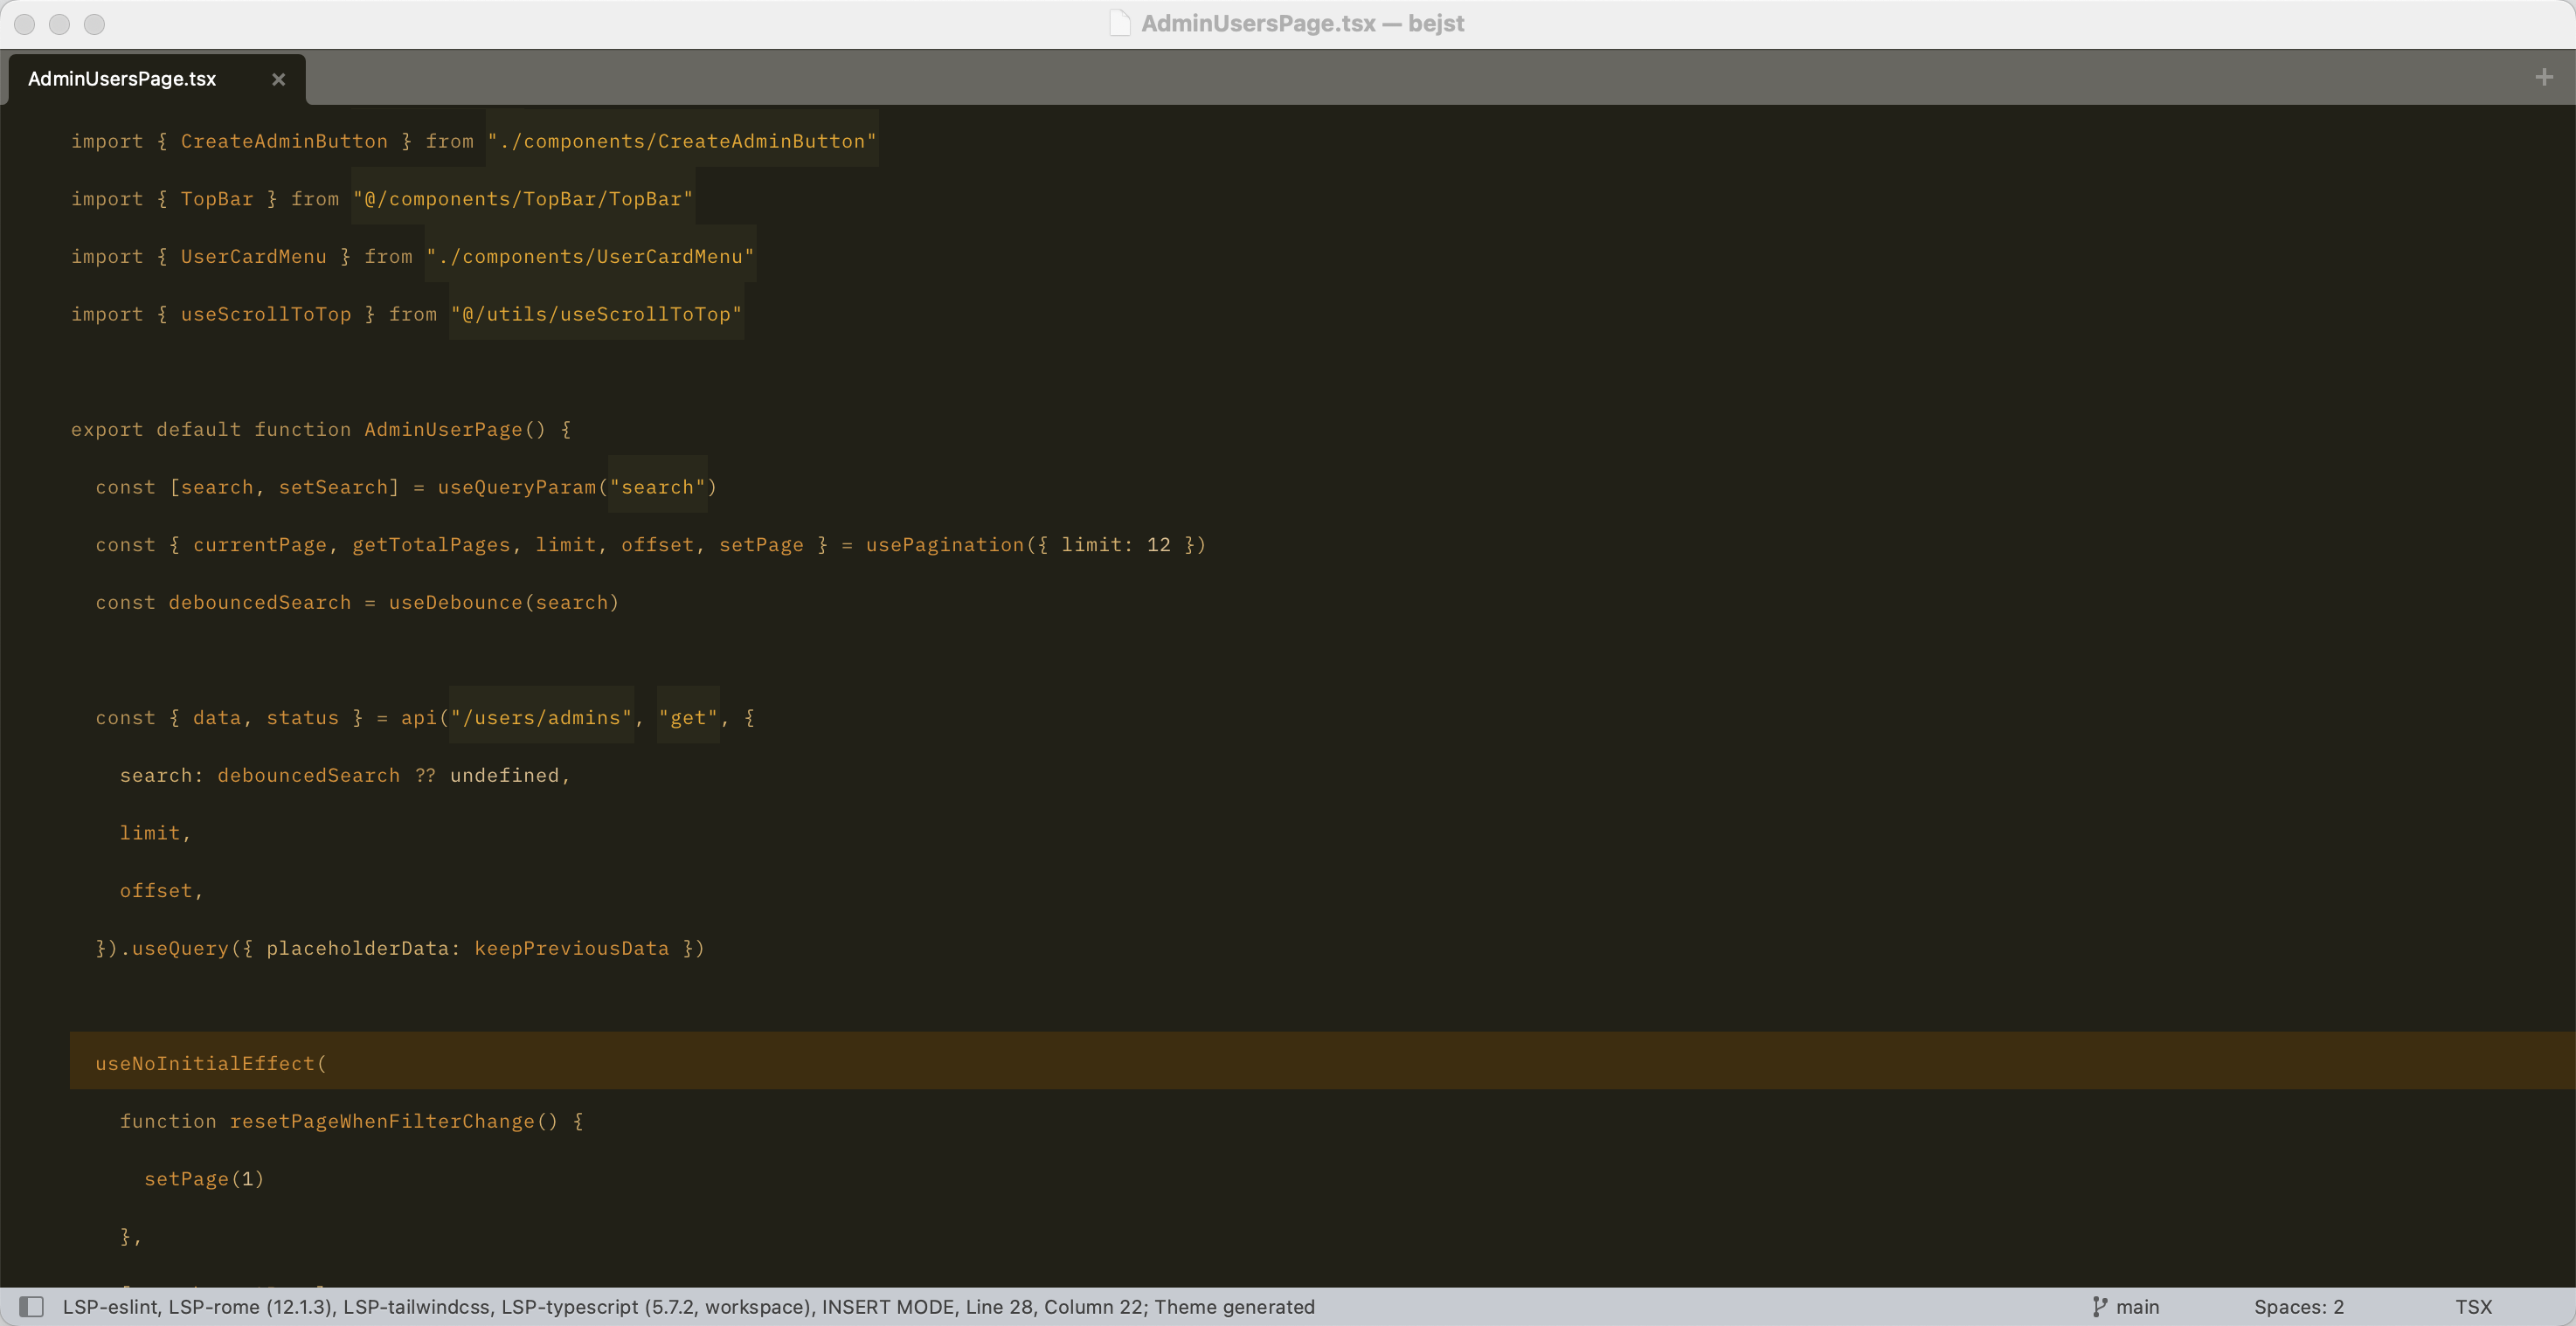 AdminUsersPage.tsx — bejst
AdminUsersPage.tsx
import { CreateAdminButton } from "./components/CreateAdminButton"
import { TopBar } from "@/components/TopBar/TopBar"
import { UserCardMenu } from "./components/UserCardMenu"
import { useScrollToTop } from "@/utils/useScrollToTop"
export default function AdminUserPage() {
  const [search, setSearch] = useQueryParam("search")
  const { currentPage, getTotalPages, limit, offset, setPage } = usePagination({ limit: 12 })
  const debouncedSearch = useDebounce(search)
  const { data, status } = api("/users/admins", "get", {
    search: debouncedSearch ?? undefined,
    limit,
    offset,
  }).useQuery({ placeholderData: keepPreviousData })
  useNoInitialEffect(
    function resetPageWhenFilterChange() {
      setPage(1)
    },
LSP-eslint, LSP-rome (12.1.3), LSP-tailwindcss, LSP-typescript (5.7.2, workspace), INSERT MODE, Line 28, Column 22; Theme generated
main
Spaces: 2
TSX